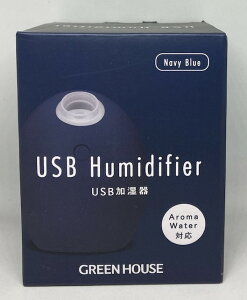 Navy Blue
USB Humidifier
USB加湿器
Aroma
Water
対応
GREEN HOUSE